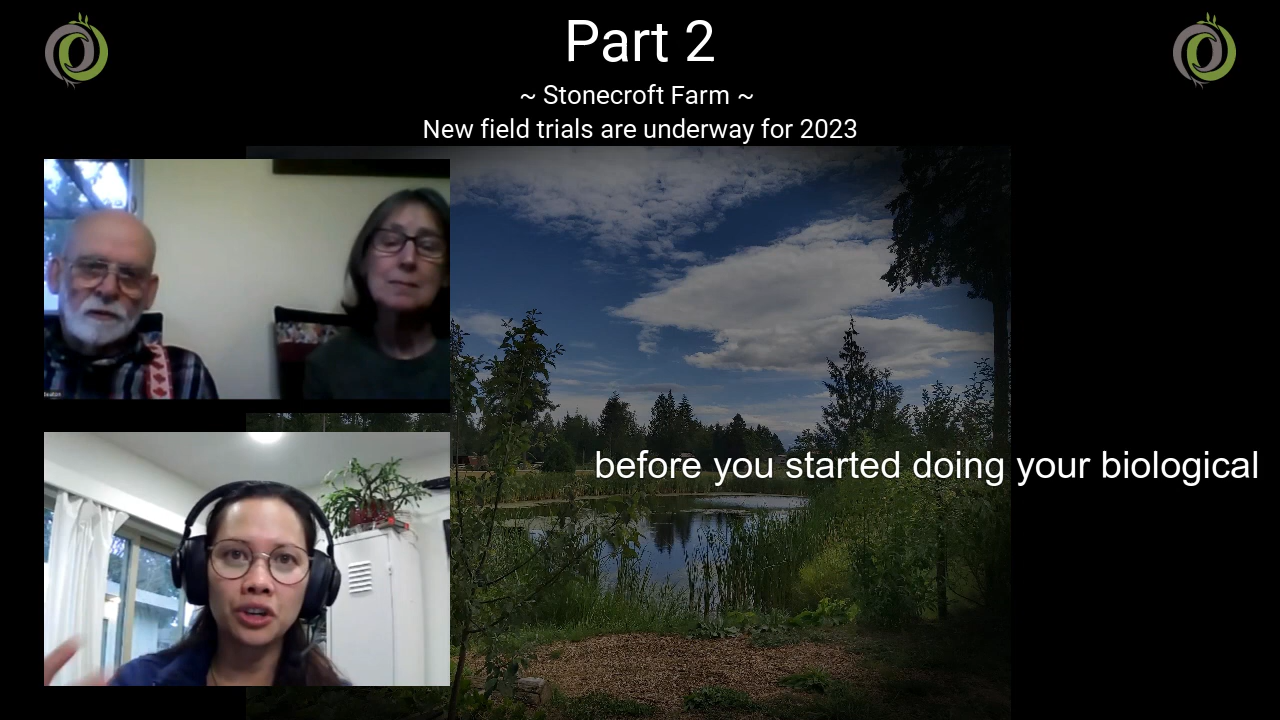 Part 2
~ Stonecroft Farm ~
New field trials are underway for 2023
before you started doing your biological